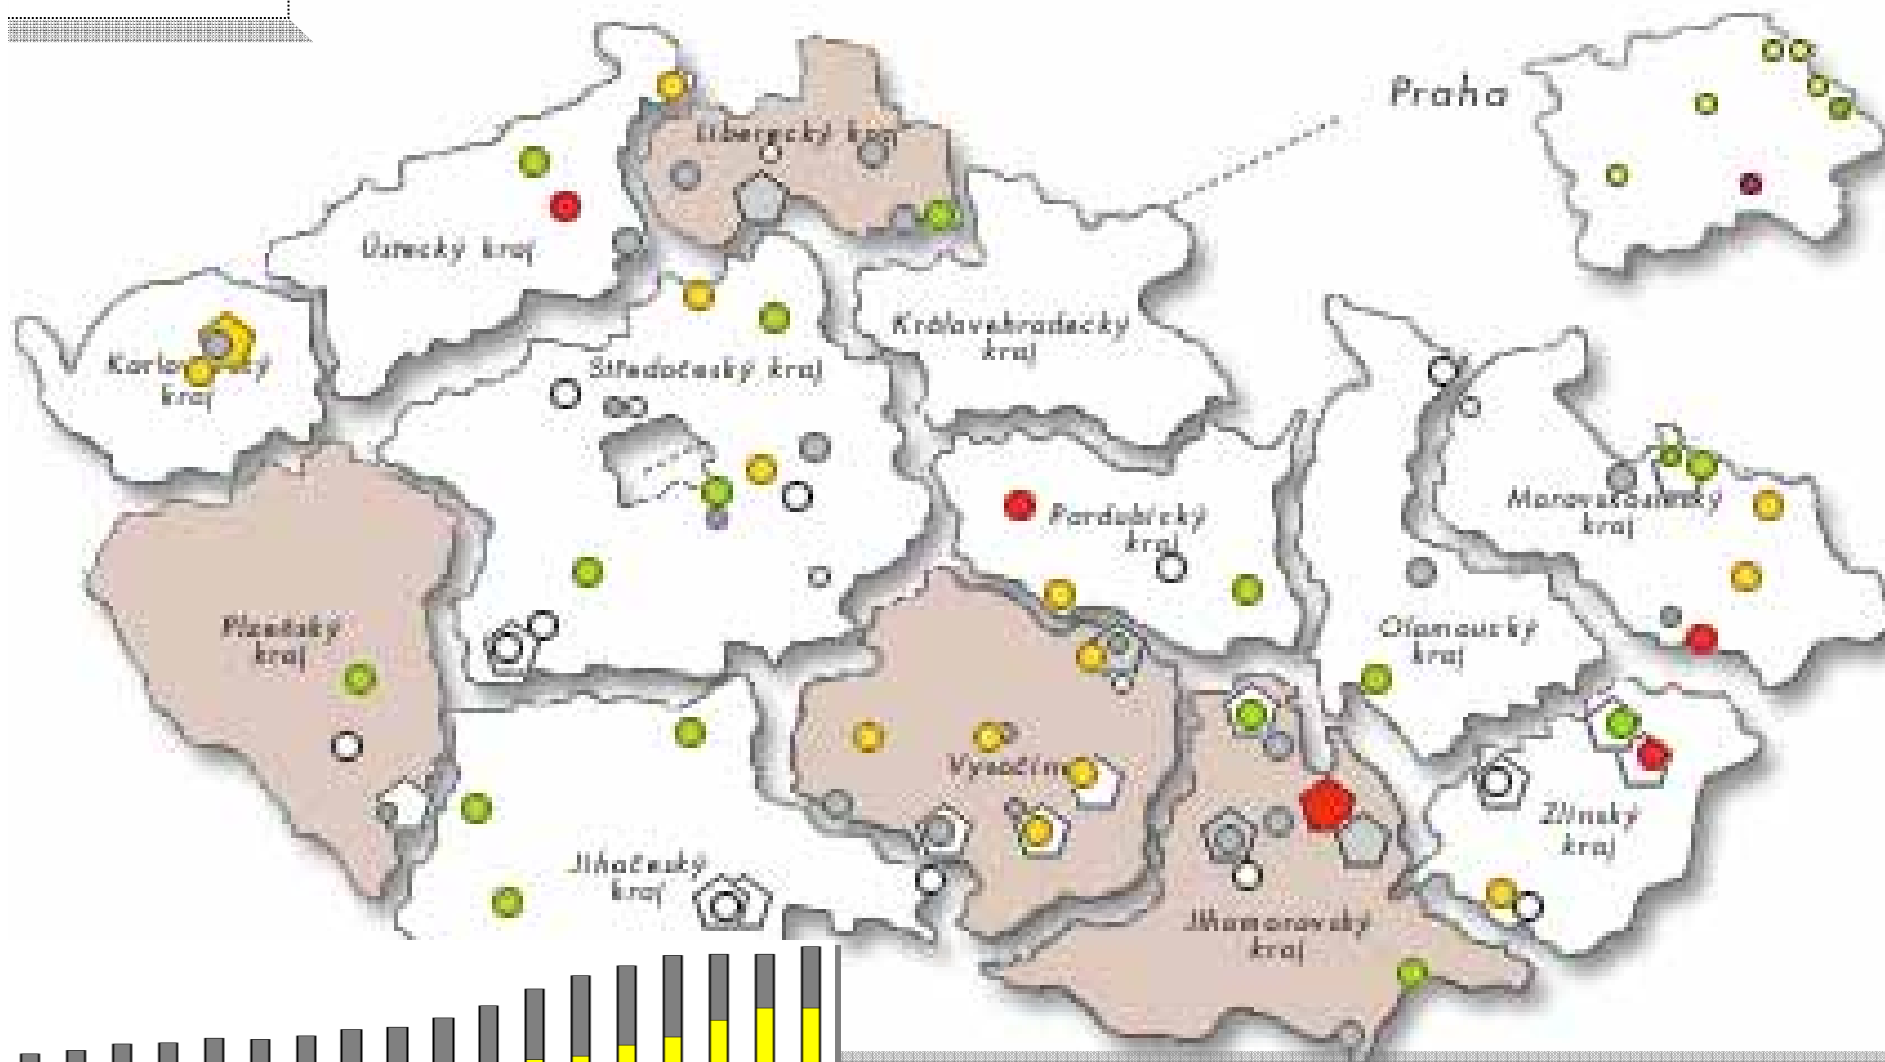 Praha
Liberecký kraj
Ústecký kraj
Královehradecký
kraj
Středočeský kraj
kraj
Moravskoslezský
kraj
Pardubický
kraj
Plzeňský
kraj
Olomoucký
kraj
Vysočina
Zlínský
kraj
Jihočeský
kraj
Jihomoravský
kraj